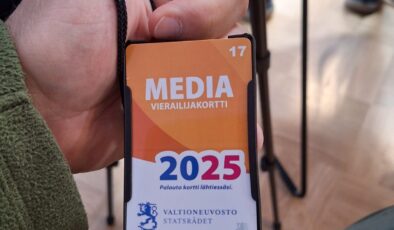 17
MEDIA
VIERAILIJAKORTTI
2025
Palauta kortti lähtiessäsi.
VALTIONEUVOSTO
STATSRÅDET